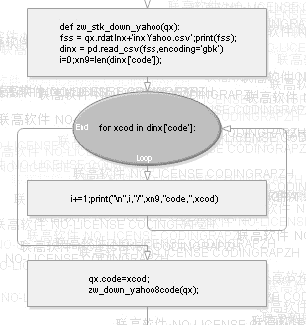 def zw_stk_down_yahoo(qx):
fss = qx.rdatInx+'inxYahoo.csv';print(fss);
dinx = pd.read_csv(fss,encoding='gbk')
i=0;xn9=len(dinx['code']);
End
for xcod in dinx['code']:
Loop
i+=1;print("\n",i,"/",xn9,"code,",xcod)
qx.code=xcod;
zw_down_yahoo8code(qx);